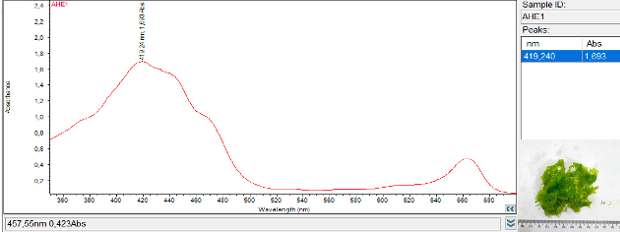 AHE1
419,24 nm, 1,693Abs
2,4
2,2
2,0
1,8
1,6
1,4
1,2
1,0
0,8
0,6
0,4
0,2
Absorbance
360 380 400 420 440 460 480 500 520 540 560 580 600 620 640 660 680
Wavelength (nm)
457,55nm 0,423Abs
Sample ID:
AHE1
Peaks:
nm Abs
419,240 1,693